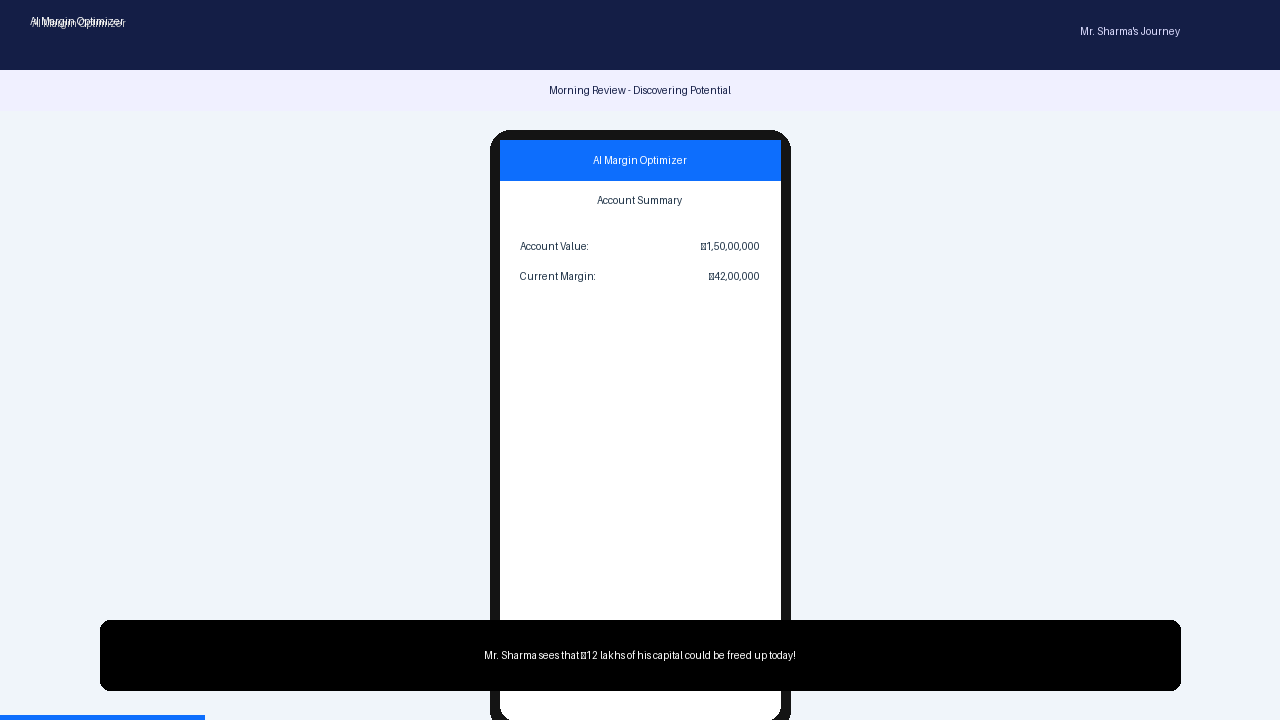 AI Margin Optimizer
Mr. Sharma's Journey
Morning Review - Discovering Potential
AI Margin Optimizer
Account Summary
Account Value: 1,50,00,000
Current Margin: 42,00,000
Mr. Sharma sees that 12 lakhs of his capital could be freed up today!